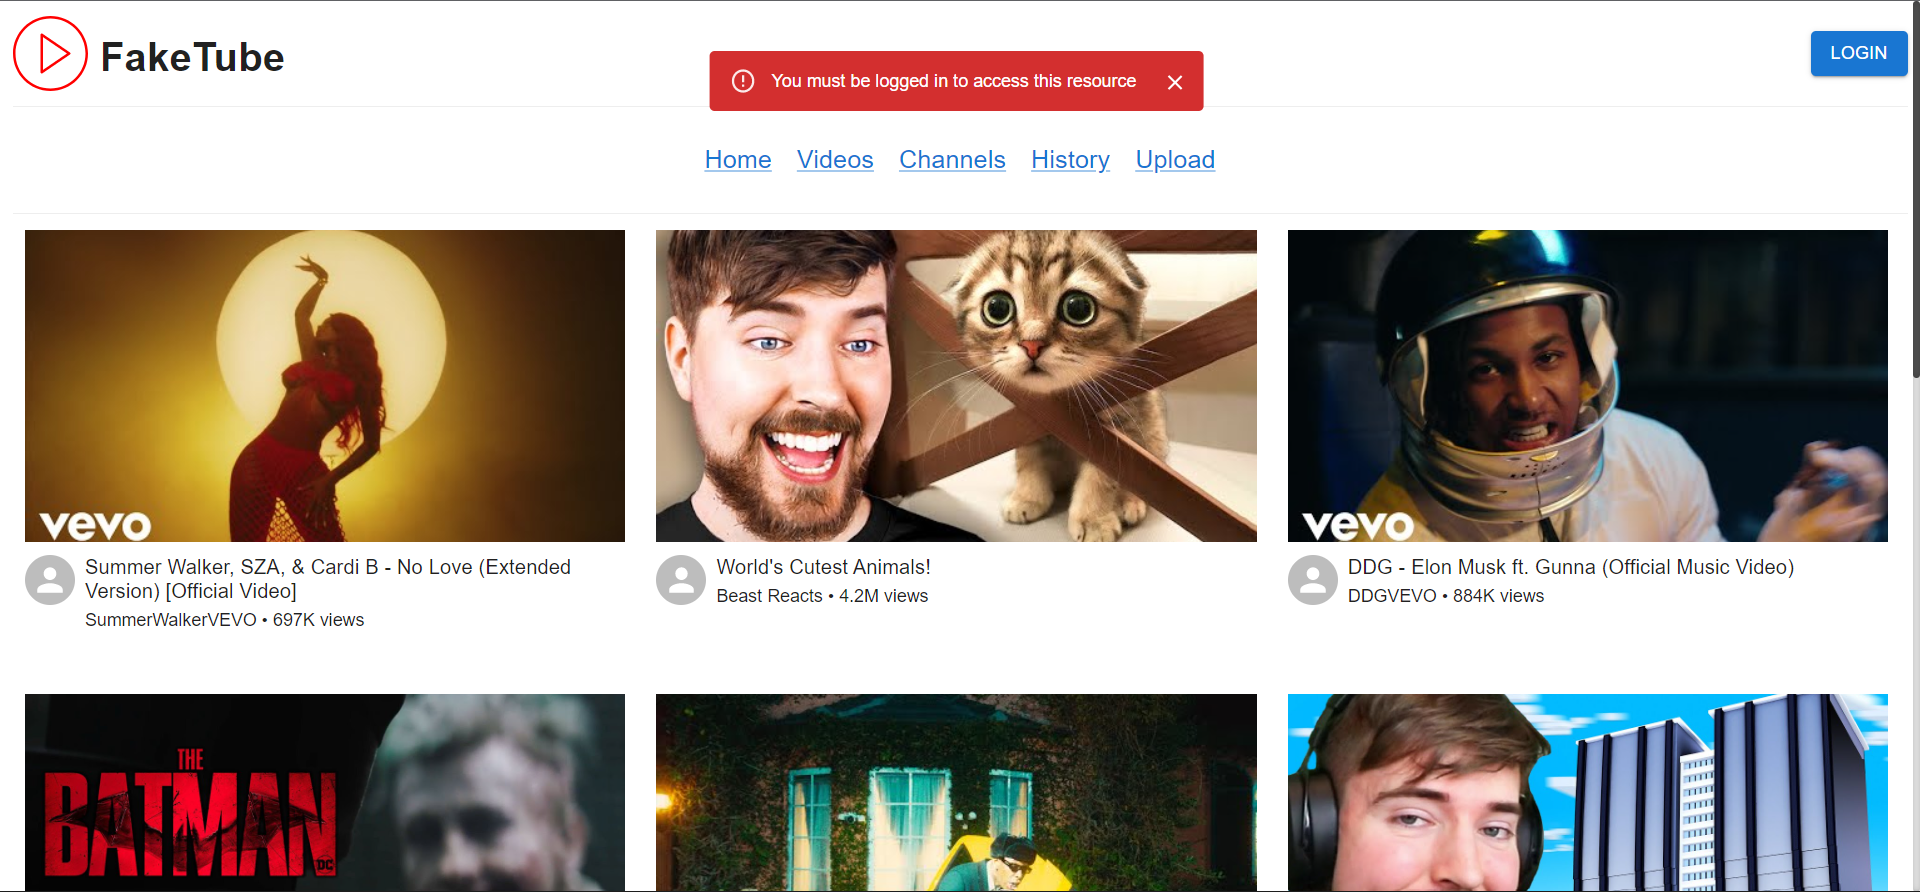 FakeTube
You must be logged in to access this resource
LOGIN
Home Videos Channels History Upload
vevo
vevo
Summer Walker, SZA, & Cardi B - No Love (Extended
Version) [Official Video]
SummerWalkerVEVO • 697K views
World's Cutest Animals!
Beast Reacts • 4.2M views
DDG - Elon Musk ft. Gunna (Official Music Video)
DDGVEVO • 884K views
THE
BATMAN
DC